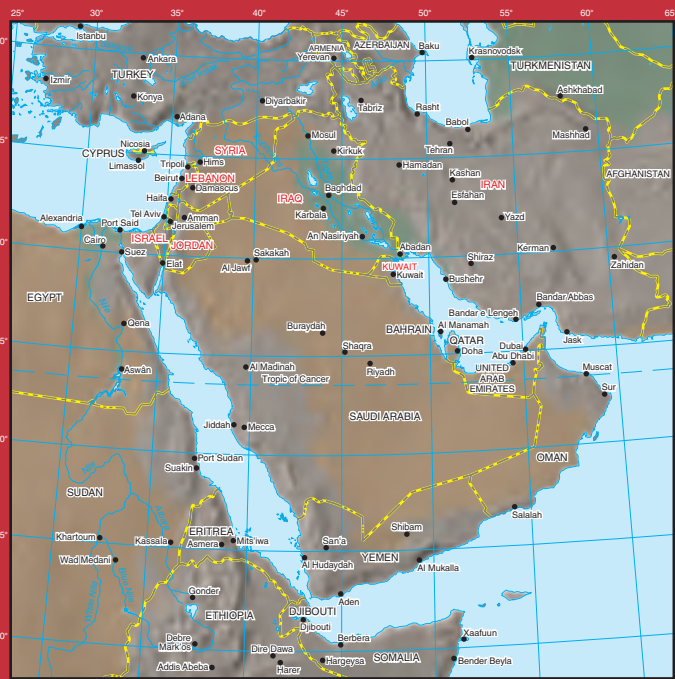 25° 30° 35° 40° 45° 50° 55° 60° 65
Istanbu
Baku
Krasnovodsk
ARMENIA
AZERBAIJAN
Yerevan
Ankara
TURKMENISTAN
TURKEY
Izmir
Konya
Diyarbakir
Tabriz
Rasht
Ashkhabad
Adana
Babol
Mosul
Mashhad
Nicosia
CYPRUS
SYRIA
Kirkuk
Tehran
Limassol
Tripoli
Hims
Hamadan
Kashan
AFGHANISTAN
Beirut
LEBANON
Damascus
Baghdad
IRAN
Haifa
IRAQ
Esfahan
Tel Aviv
Amman
Karbala
Yazd
Alexandria
Port Said
Jerusalem
An Nasiriyah
Cairo
ISRAEL
JORDAN
Abadan
Kerman
Suez
Sakakah
Shiraz
Zahidan
Elat
Al Jawf
KUWAIT
Kuwait
Bushehr
EGYPT
Nile
Bandar Abbas
Bandar e Lengeh
Qena
Buraydah
BAHRAIN
Al Manamah
QATAR
Jask
Shaqra
Doha
Dubai
Abu Dhabi
Aswân
Al Madinah
Riyadh
UNITED
ARAB
EMIRATES
Muscat
Tropic of Cancer
Sur
SAUDI ARABIA
Jiddah
Mecca
Port Sudan
OMAN
Suakin
Nile
SUDAN
Salalah
Khartoum
ERITREA
Shibam
Kassala
Asmera
Mits'iwa
San'a
YEMEN
Wad Medani
Al Hudaydah
Al Mukalla
Gonder
Aden
ETHIOPIA
DJIBOUTI
Djibouti
Debre
Mark'os
Berbera
Xaafuun
Dire Dawa
Hargeysa
SOMALIA
Bender Beyla
Addis Abeba
Harer